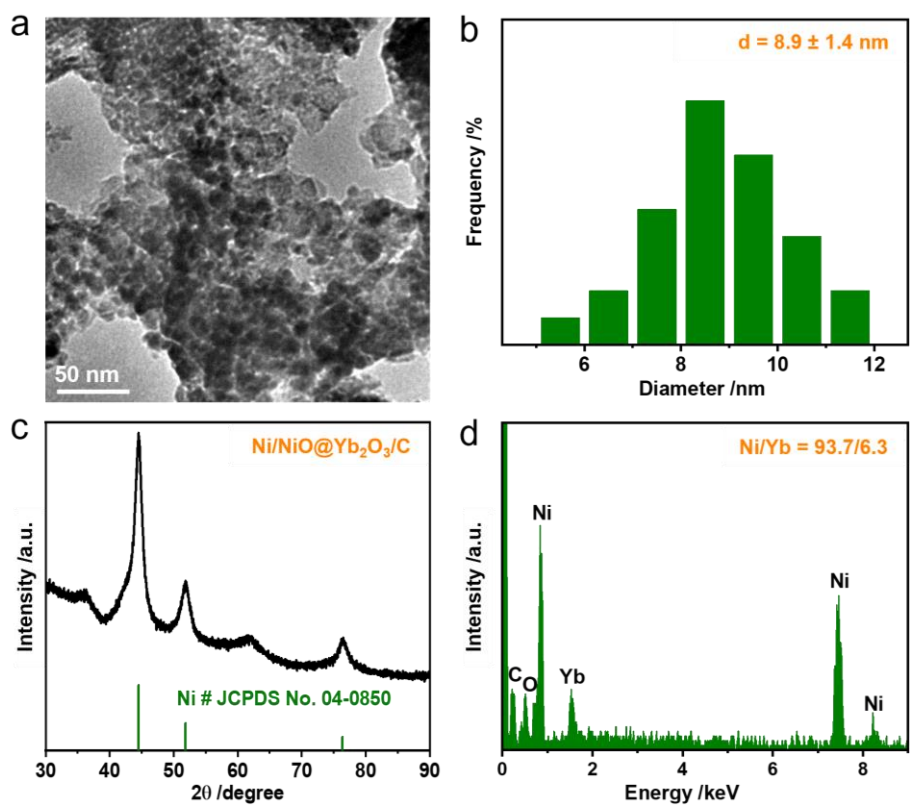 a
50 nm
b
d = 8.9 ± 1.4 nm
Frequency /%
6 8 10 12
Diameter /nm
c
Ni/NiO@Yb₂O₃/C
Intensity /a.u.
Ni # JCPDS No. 04-0850
30 40 50 60 70 80 90
2θ /degree
d
Ni/Yb = 93.7/6.3
Intensity /a.u.
Ni
Ni
C
O
Yb
Ni
0 2 4 6 8
Energy /keV